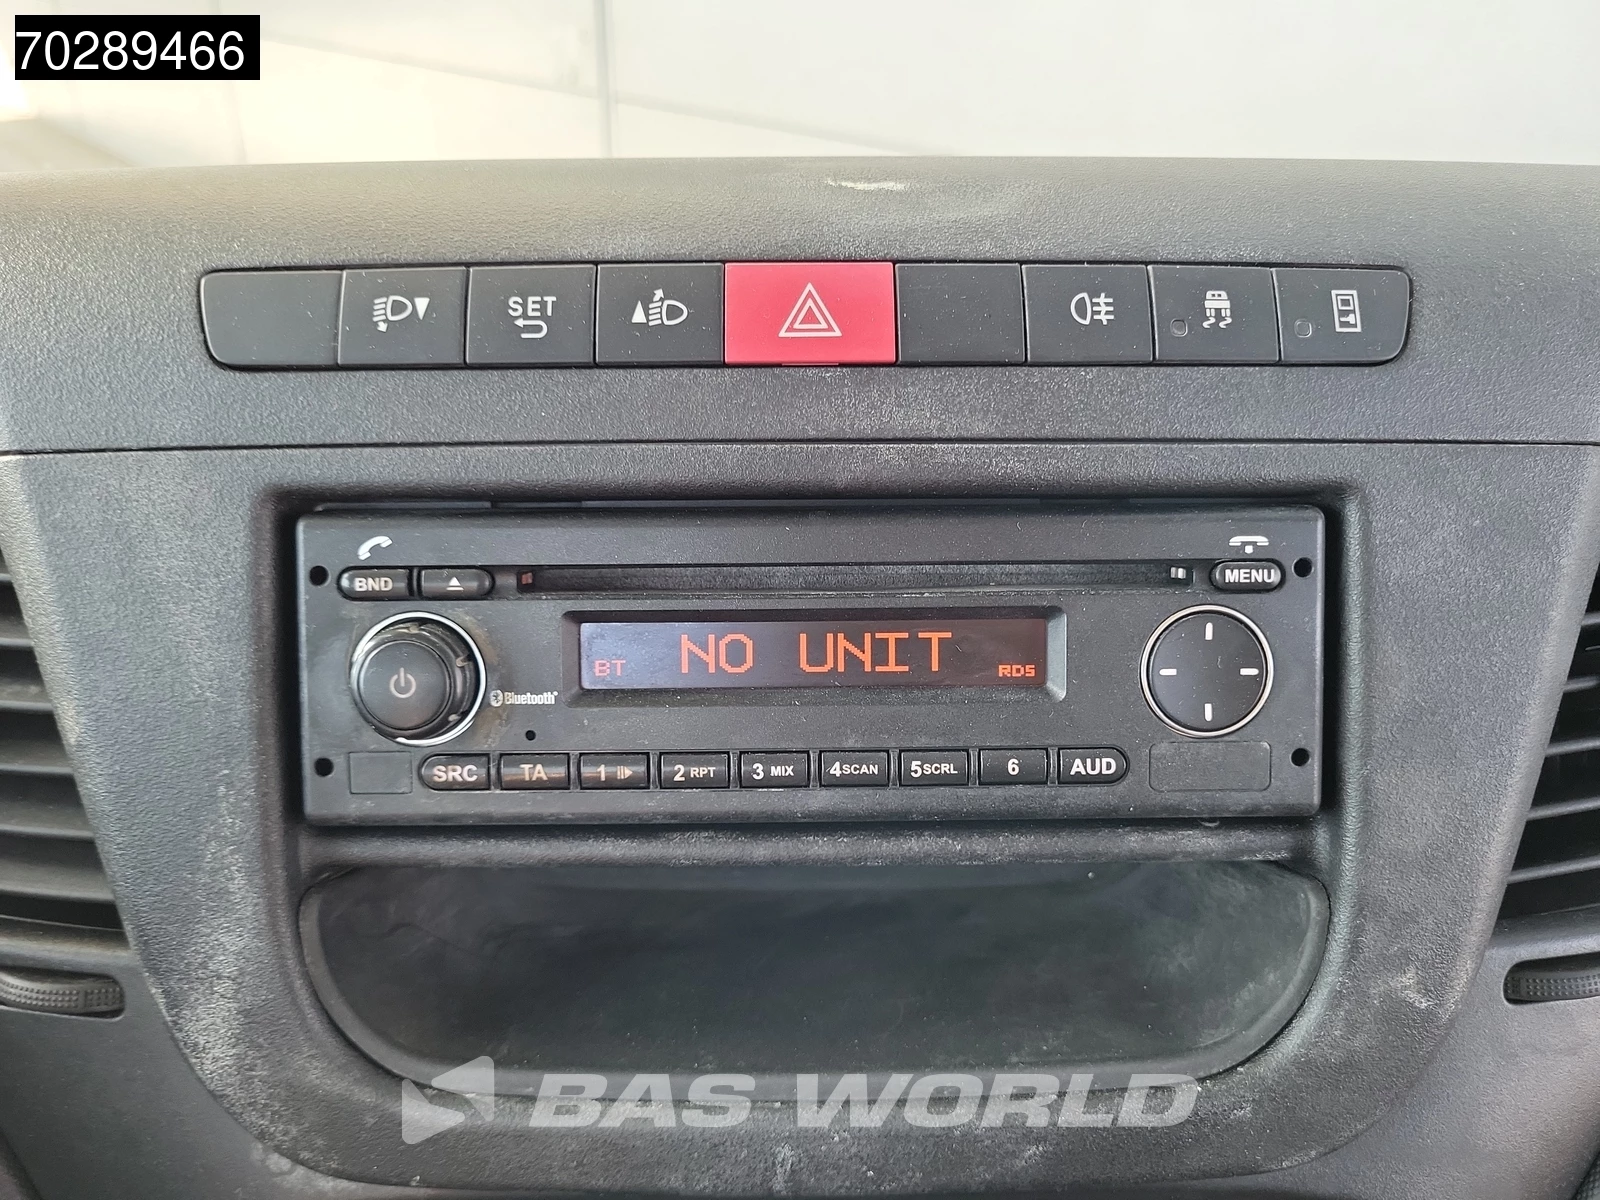 70289466
SET
BND
MENU
BT NO UNIT RDS
Bluetooth®
SRC TA 1 2 RPT 3 MIX 4SCAN 5SCRL 6 AUD
BAS WORLD